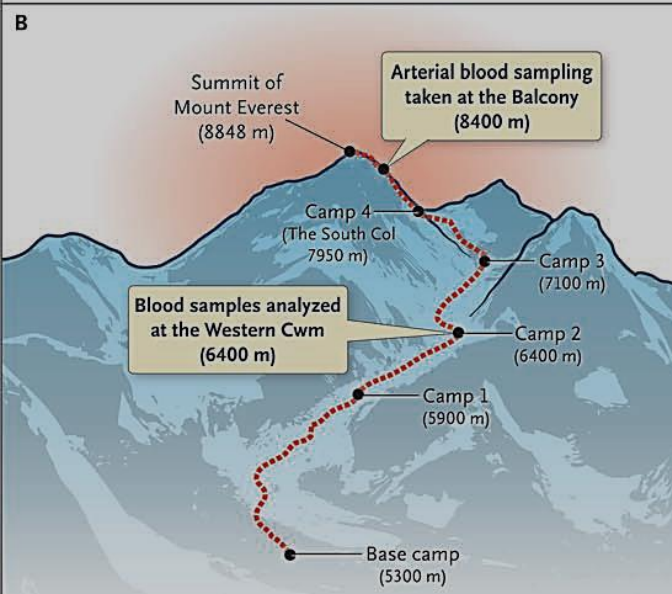 B
Summit of
Mount Everest
(8848 m)
Arterial blood sampling
taken at the Balcony
(8400 m)
Camp 4
(The South Col
7950 m)
Camp 3
(7100 m)
Blood samples analyzed
at the Western Cwm
(6400 m)
Camp 2
(6400 m)
Camp 1
(5900 m)
Base camp
(5300 m)